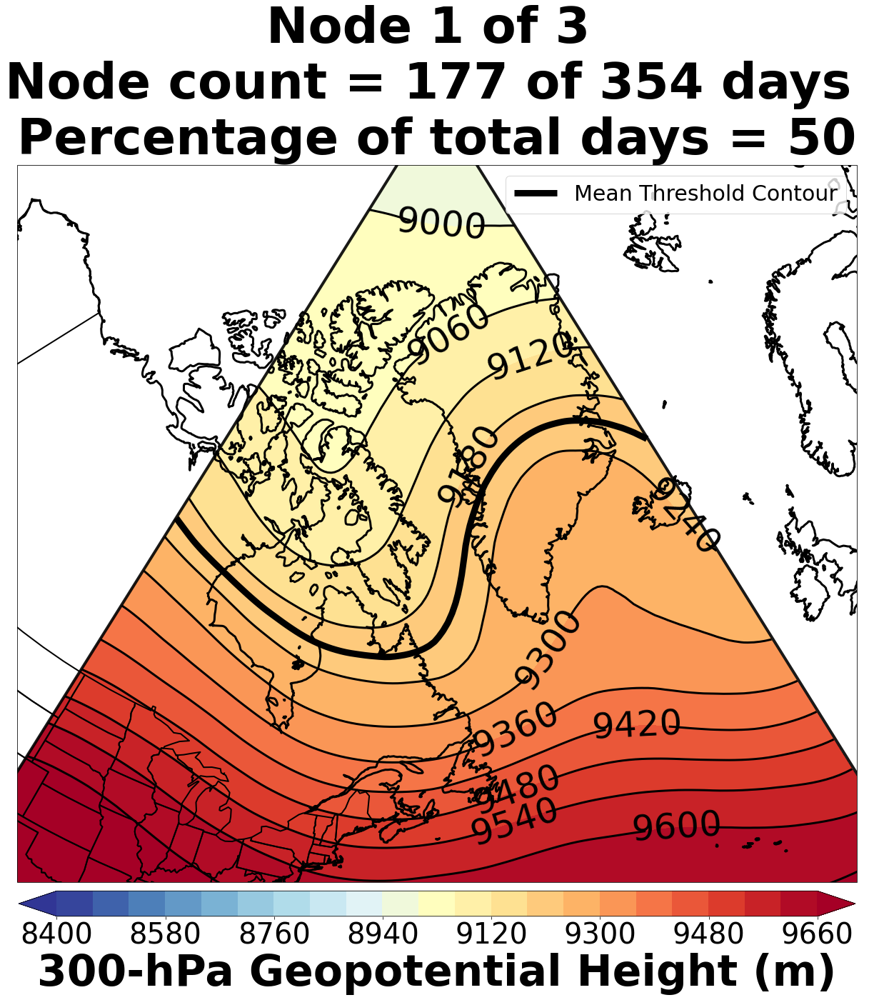 Node 1 of 3
Node count = 177 of 354 days
Percentage of total days = 50
Mean Threshold Contour
9000
9060
9120
9180
9240
9300
9360
9420
9480
9540
9600
8400 8580 8760 8940 9120 9300 9480 9660
300-hPa Geopotential Height (m)